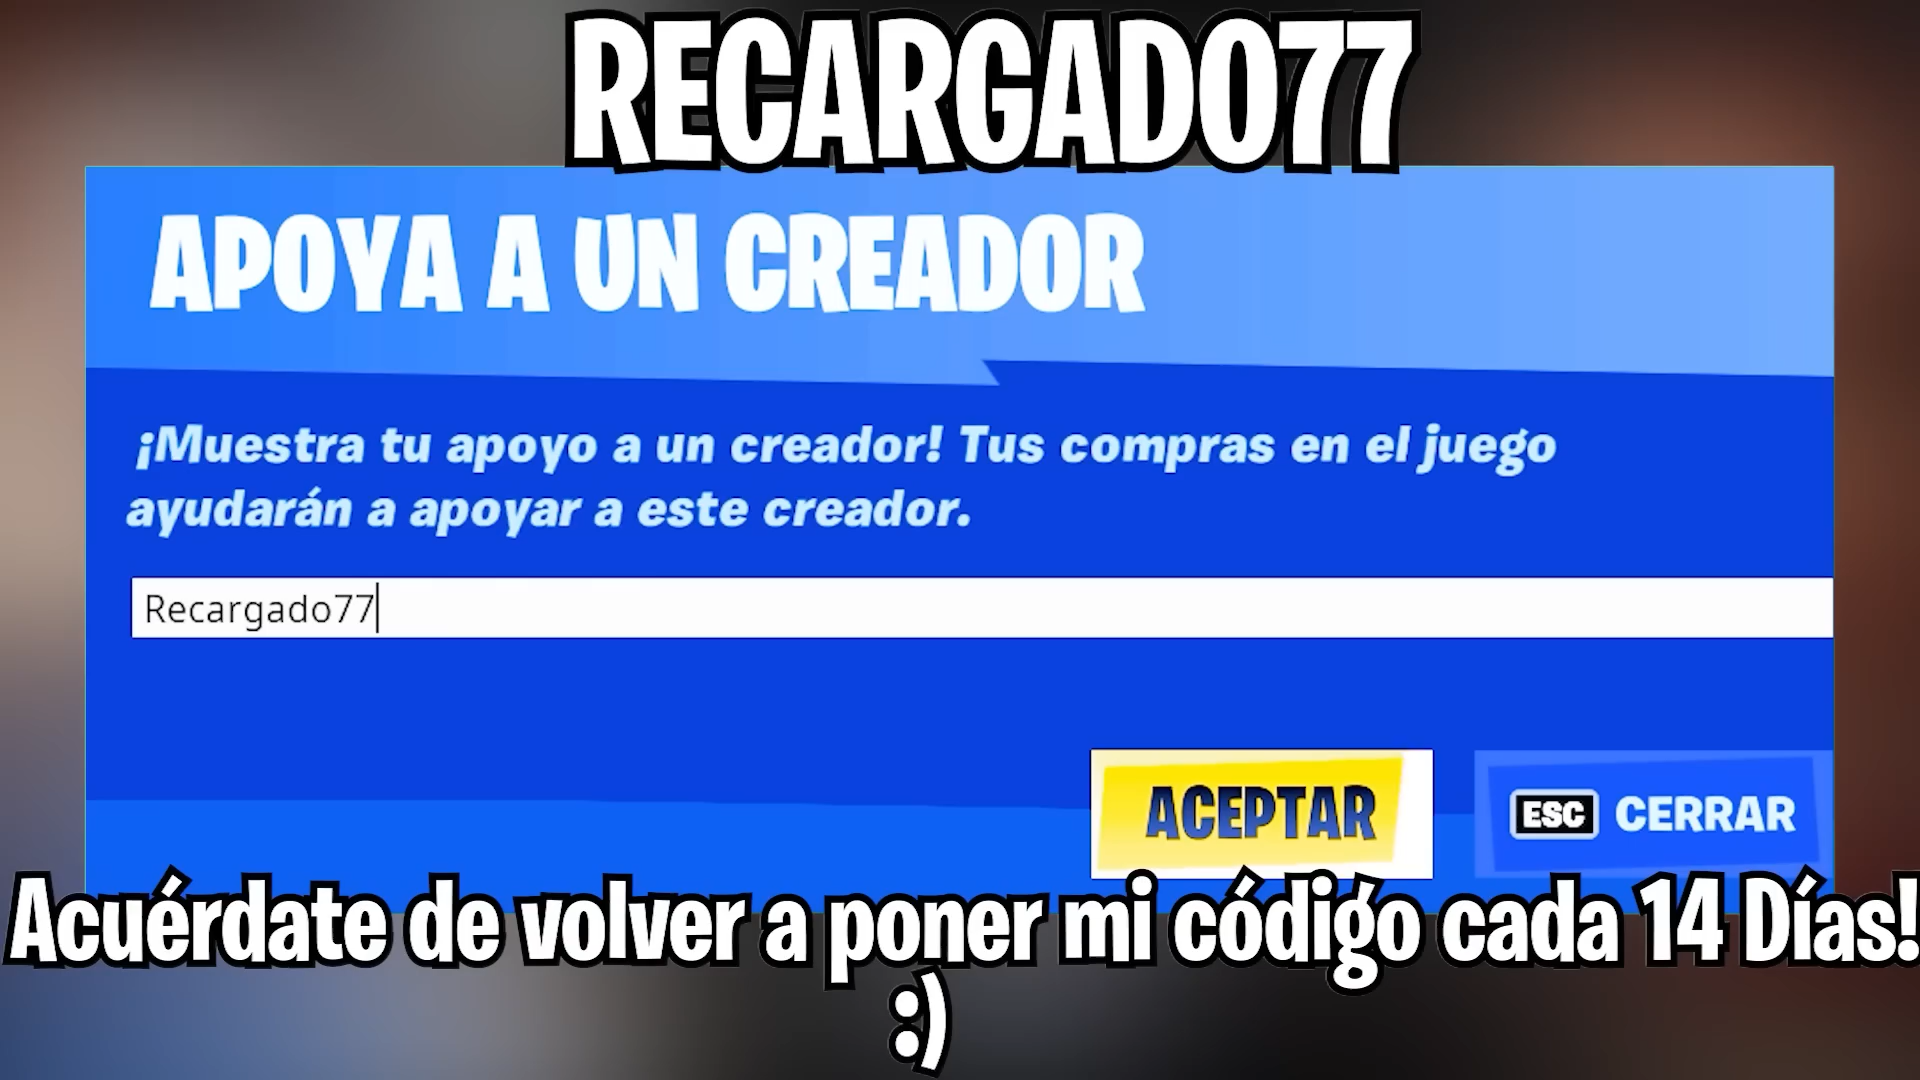 RECARGADO77
APOYA A UN CREADOR
¡Muestra tu apoyo a un creador! Tus compras en el juego
ayudarán a apoyar a este creador.
Recargado77
ACEPTAR
ESC CERRAR
Acuérdate de volver a poner mi código cada 14 Días!
:)